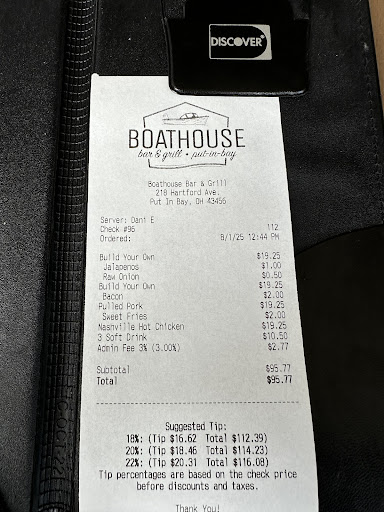 DISCOVER
BOATHOUSE
bar & grill • put-in-bay
Boathouse Bar & Grill
218 Hartford Ave.
Put In Bay, OH 43456
Server: Dani E
Check #96 112
Ordered: 8/1/25 12:44 PM
Build Your Own $19.25
Jalapenos $1.00
Raw Onion $0.50
Build Your Own $19.25
Bacon $2.00
Pulled Pork $19.25
Sweet Fries $2.00
Nashville Hot Chicken $19.25
3 Soft Drink $10.50
Admin Fee 3% (3.00%) $2.77
Subtotal $95.77
Total $95.77
Suggested Tip:
18%: (Tip $16.62 Total $112.39)
20%: (Tip $18.46 Total $114.23)
22%: (Tip $20.31 Total $116.08)
Tip percentages are based on the check price
before discounts and taxes.
Thank You!